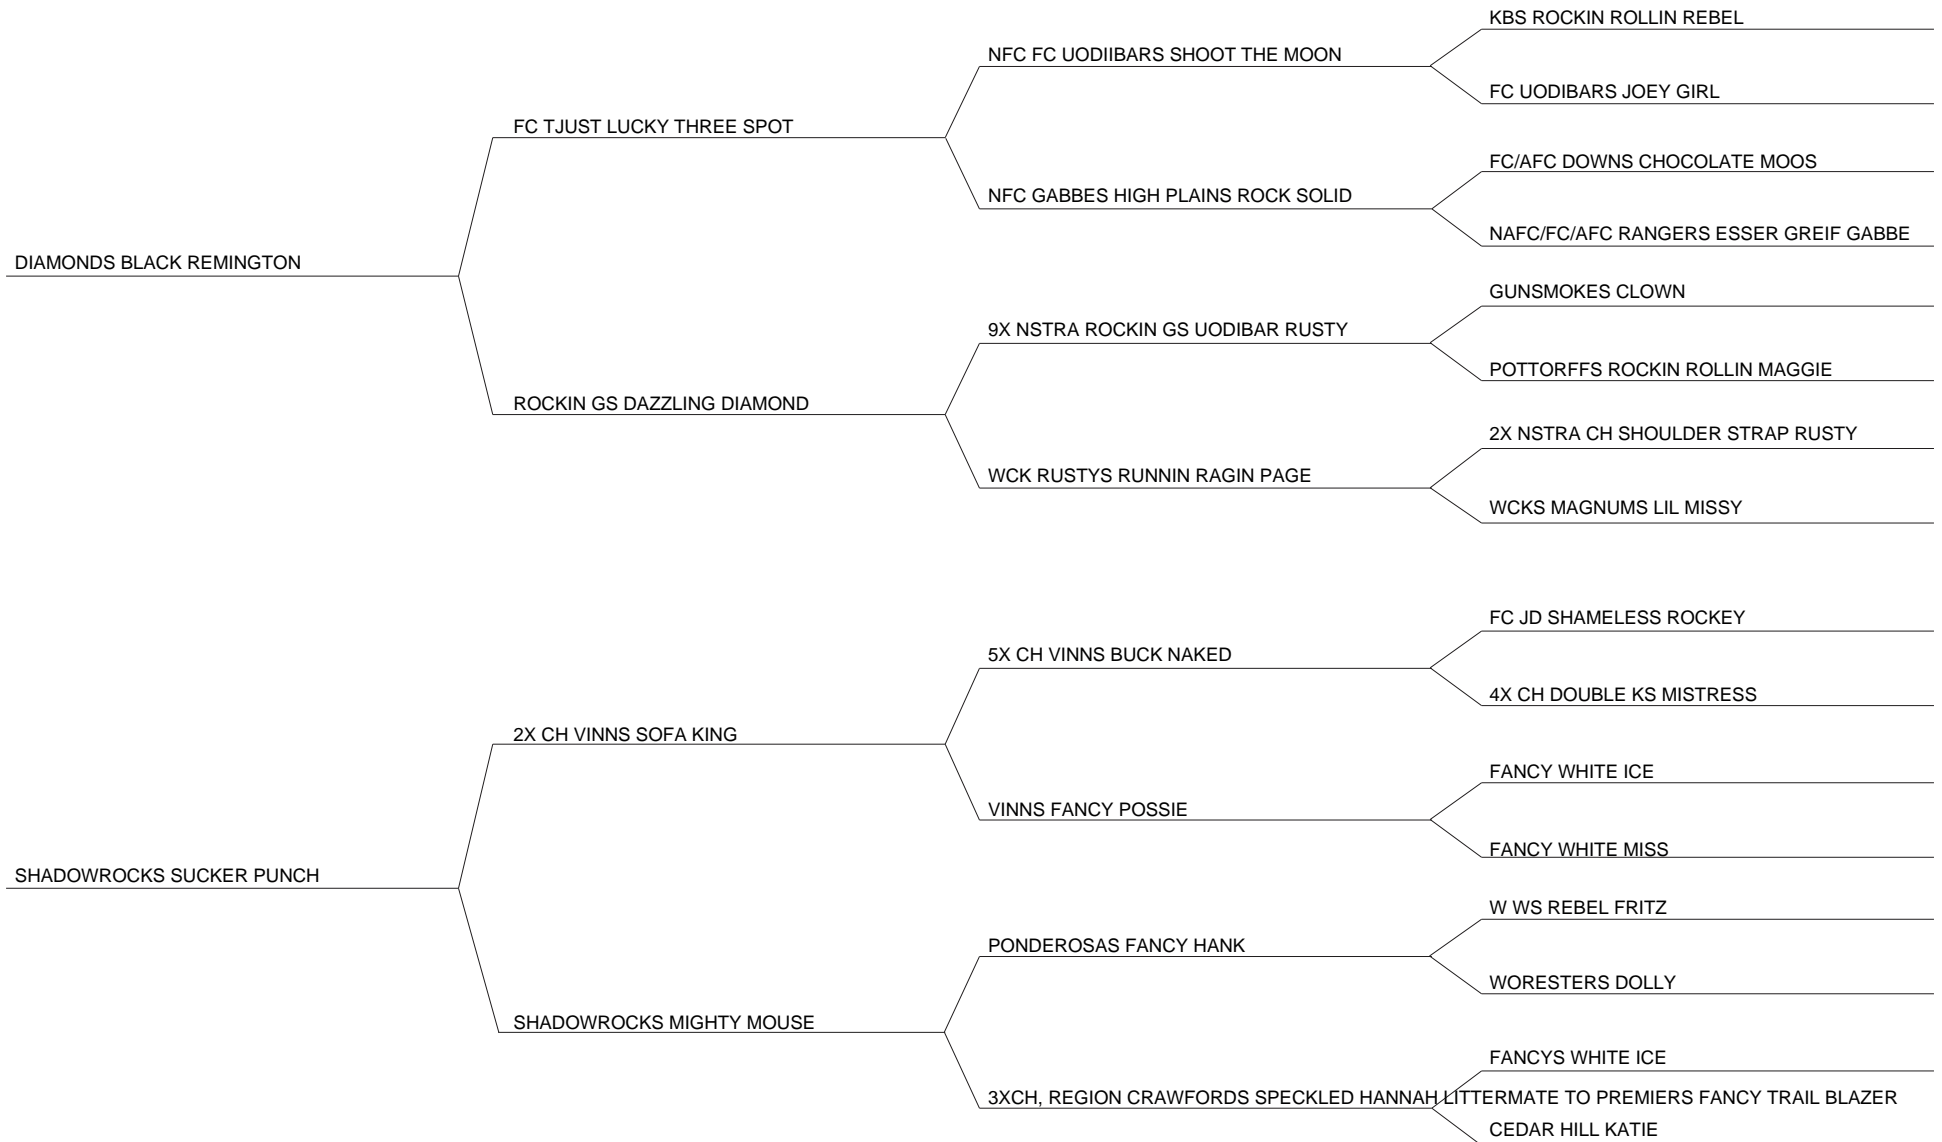 KBS ROCKIN ROLLIN REBEL
NFC FC UODIIBARS SHOOT THE MOON
FC UODIBARS JOEY GIRL
FC TJUST LUCKY THREE SPOT
FC/AFC DOWNS CHOCOLATE MOOS
NFC GABBES HIGH PLAINS ROCK SOLID
NAFC/FC/AFC RANGERS ESSER GREIF GABBE
DIAMONDS BLACK REMINGTON
GUNSMOKES CLOWN
9X NSTRA ROCKIN GS UODIBAR RUSTY
POTTORFFS ROCKIN ROLLIN MAGGIE
ROCKIN GS DAZZLING DIAMOND
2X NSTRA CH SHOULDER STRAP RUSTY
WCK RUSTYS RUNNIN RAGIN PAGE
WCKS MAGNUMS LIL MISSY
FC JD SHAMELESS ROCKEY
5X CH VINNS BUCK NAKED
4X CH DOUBLE KS MISTRESS
2X CH VINNS SOFA KING
FANCY WHITE ICE
VINNS FANCY POSSIE
FANCY WHITE MISS
SHADOWROCKS SUCKER PUNCH
W WS REBEL FRITZ
PONDEROSAS FANCY HANK
WORESTERS DOLLY
SHADOWROCKS MIGHTY MOUSE
FANCYS WHITE ICE
3XCH, REGION CRAWFORDS SPECKLED HANNAH LITTERMATE TO PREMIERS FANCY TRAIL BLAZER
CEDAR HILL KATIE